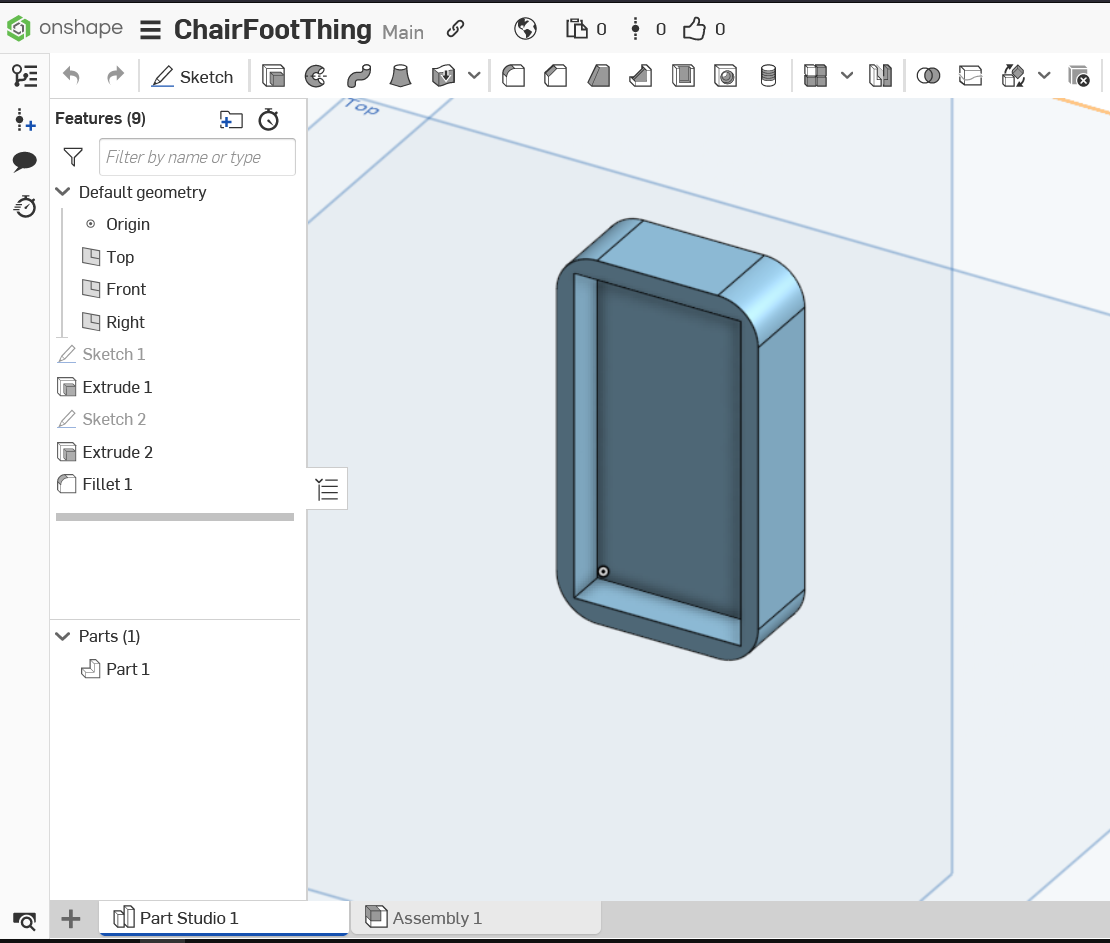 onshape ChairFootThing Main 0 0 0
Sketch
Features (9)
Filter by name or type
Default geometry
Origin
Top
Front
Right
Sketch 1
Extrude 1
Sketch 2
Extrude 2
Fillet 1
Parts (1)
Part 1
Top
Part Studio 1 Assembly 1